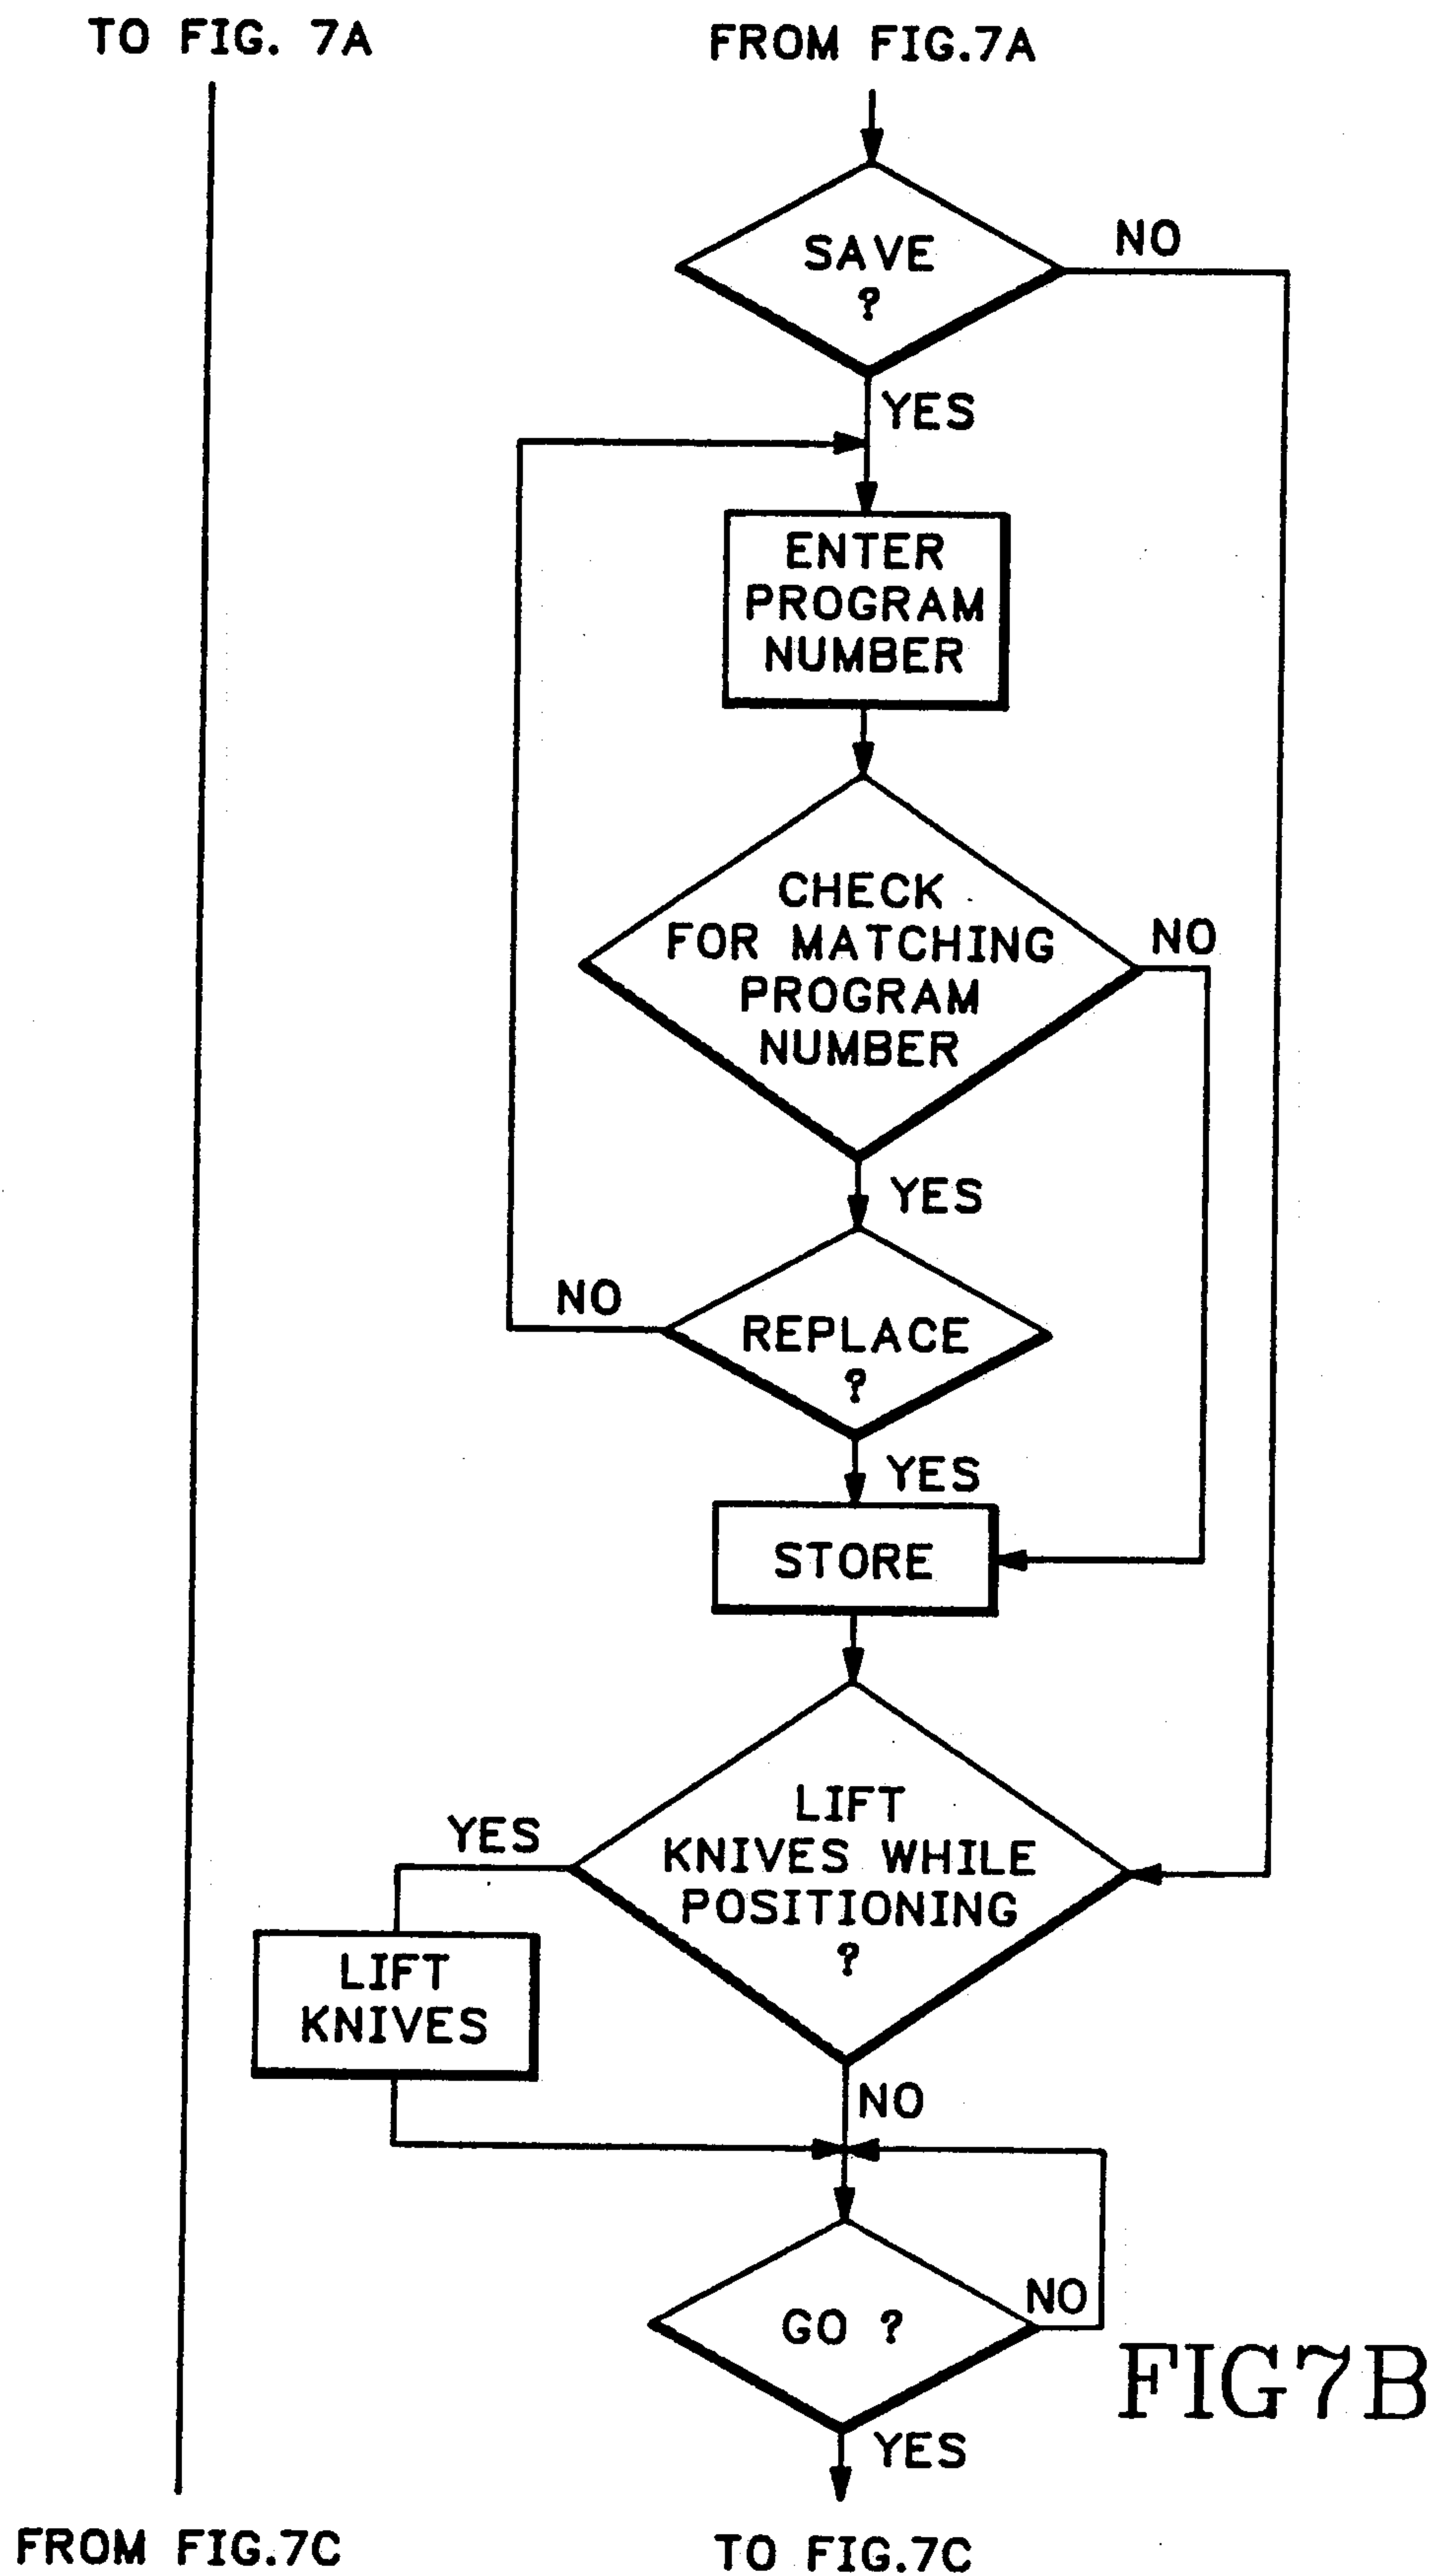 TO FIG. 7A
FROM FIG.7A
SAVE
?
NO
YES
ENTER
PROGRAM
NUMBER
CHECK
FOR MATCHING
PROGRAM
NUMBER
NO
YES
NO
REPLACE
?
YES
STORE
LIFT
KNIVES WHILE
POSITIONING
?
YES
LIFT
KNIVES
NO
GO ?
NO
FIG7B
YES
FROM FIG.7C
TO FIG.7C